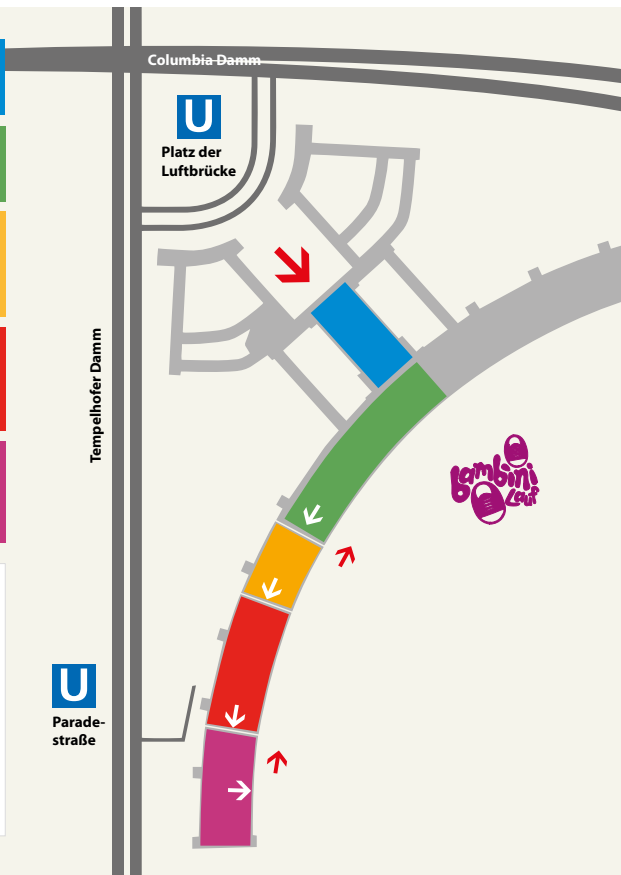 Columbia Damm
U
Platz der
Luftbrücke
Tempelhofer Damm
bambini
Lauf
U
Parade-
straße